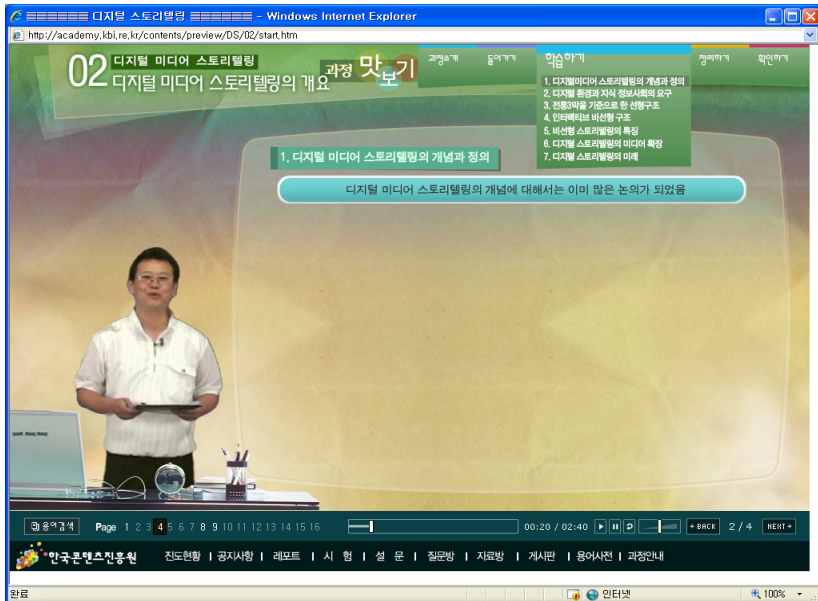 디지털 스토리텔링 - Windows Internet Explorer
http://academy.kbi.re.kr/contents/preview/DS/02/start.htm
02 디지털 미디어 스토리텔링
디지털 미디어 스토리텔링의 개요
과정 맛보기
과정소개 들어가기 학습하기 정리하기 확인하기
1. 디지털미디어 스토리텔링의 개념과 정의
2. 디지털 환경과 지식 정보사회의 요구
3. 전통3막을 기준으로 한 선형구조
4. 인터랙티브 비선형 구조
5. 비선형 스토리텔링의 특징
6. 디지털 스토리텔링의 미디어 확장
7. 디지털 스토리텔링의 미래
1. 디지털 미디어 스토리텔링의 개념과 정의
디지털 미디어 스토리텔링의 개념에 대해서는 이미 많은 논의가 되었음
용어검색 Page 1 2 3 4 5 6 7 8 9 10 11 12 13 14 15 16 00:20 / 02:40 BACK 2 / 4 NEXT
한국콘텐츠진흥원 진도현황 공지사항 레포트 시 험 설 문 질문방 자료방 게시판 용어사전 과정안내
완료 인터넷 100%